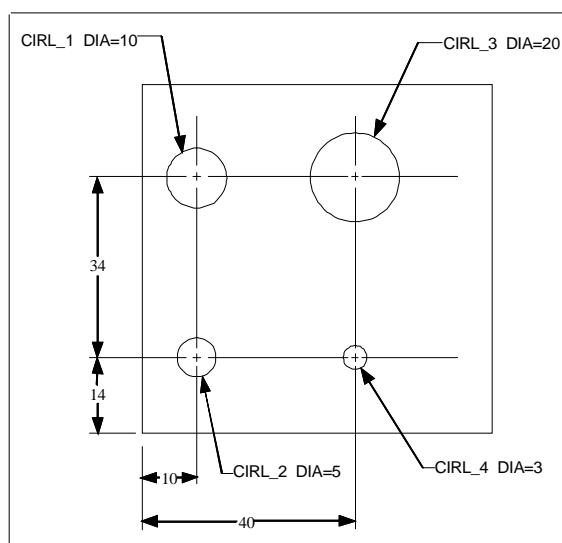 CIRL_1 DIA=10
CIRL_3 DIA=20
34
14
10
CIRL_2 DIA=5
CIRL_4 DIA=3
40